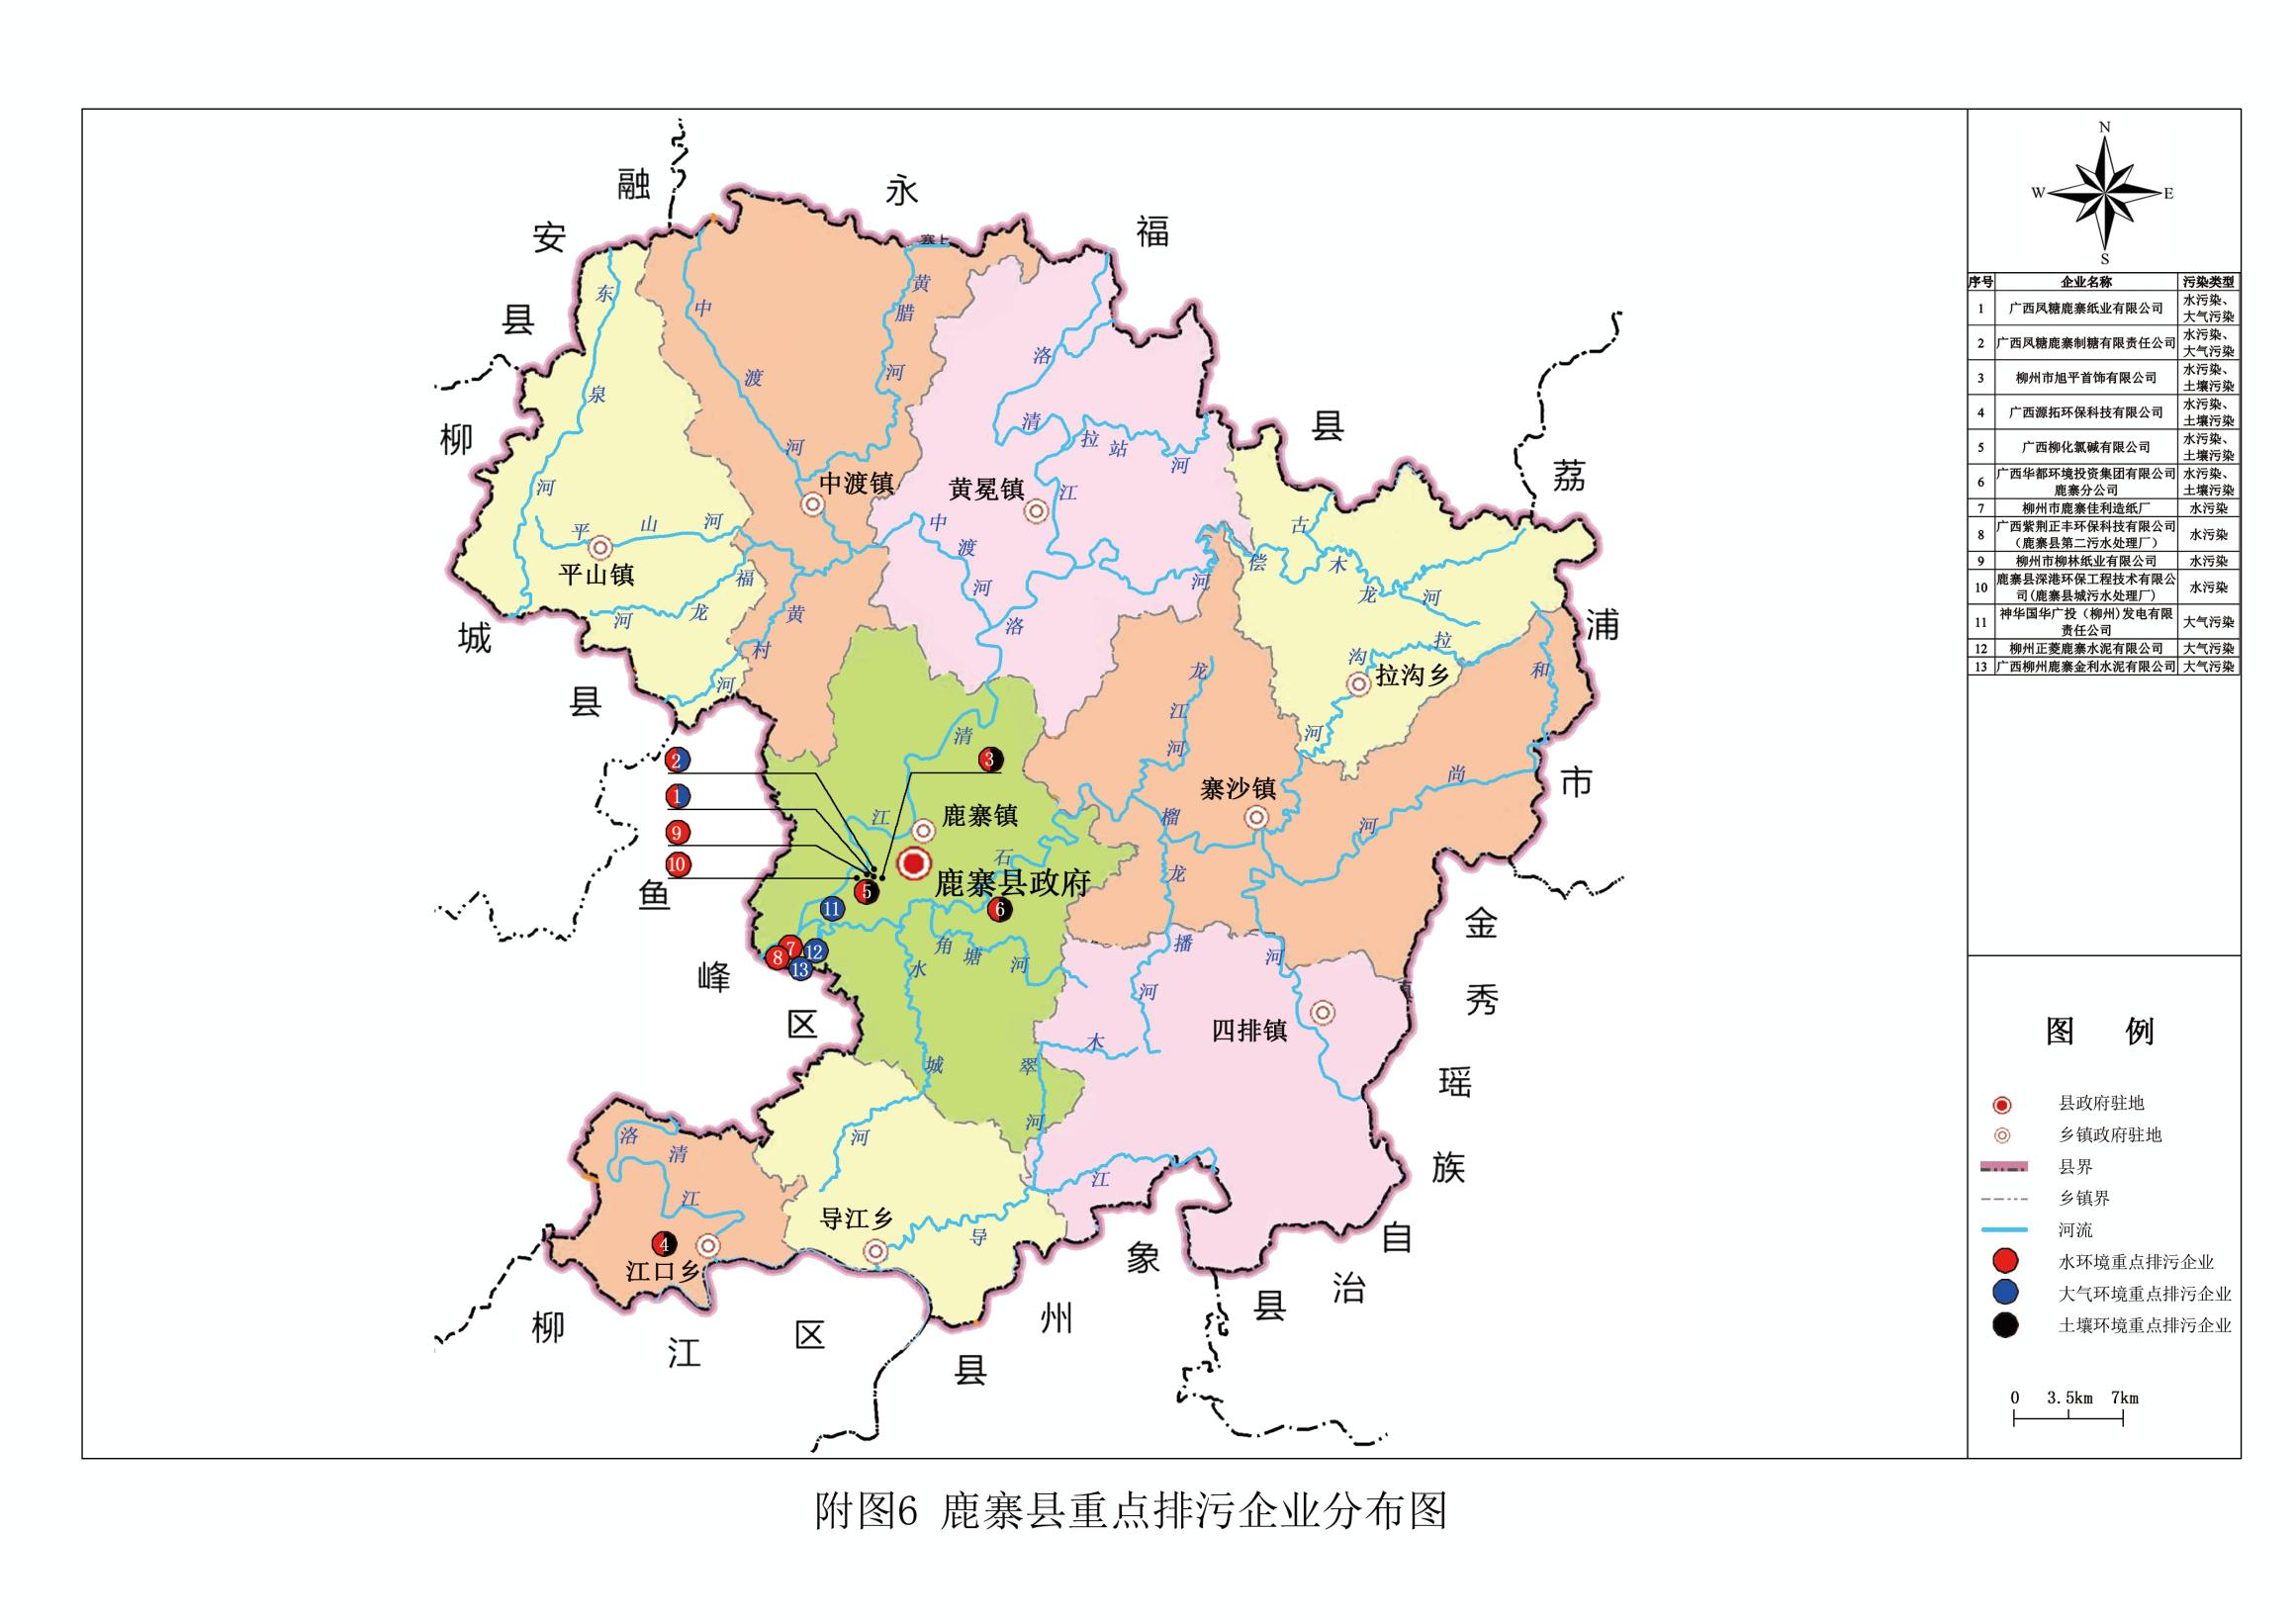 融
永
安
福
县
柳
县
荔
城
浦
县
市
鱼
峰
区
金
秀
瑶
族
自
治
县
象
州
县
柳
江
区
寨上
东
泉
河
中
渡
河
黄
腊
河
洛
清
江
拉
站
河
中渡镇
黄冕镇
平
山
河
平山镇
福
龙
河
黄
村
河
中
渡
河
洛
河
偿
古
木
龙
河
拉
沟
河
拉沟乡
和
尚
河
龙
江
河
寨沙镇
清
江
鹿寨镇
鹿寨县政府
石
榴
河
龙
播
河
角
塘
河
水
城
河
四排镇
木
翠
河
江
导
导江乡
洛
清
江
江口乡
2
3
1
9
10
5
11
6
7
8
12
13
4
N
W
E
S
序号 企业名称 污染类型
1 广西凤糖鹿寨纸业有限公司 水污染、
大气污染
2 广西凤糖鹿寨制糖有限责任公司 水污染、
大气污染
3 柳州市旭平首饰有限公司 水污染、
土壤污染
4 广西源拓环保科技有限公司 水污染、
土壤污染
5 广西柳化氯碱有限公司 水污染、
土壤污染
6 广西华都环境投资集团有限公司 水污染、
鹿寨分公司 土壤污染
7 柳州市鹿寨佳利造纸厂 水污染
8 广西紫荆正丰环保科技有限公司
（鹿寨县第二污水处理厂） 水污染
9 柳州市柳林纸业有限公司 水污染
10 鹿寨县深港环保工程技术有限公
司(鹿寨县城污水处理厂) 水污染
11 神华国华广投（柳州)发电有限
责任公司 大气污染
12 柳州正菱鹿寨水泥有限公司 大气污染
13 广西柳州鹿寨金利水泥有限公司 大气污染
图 例
县政府驻地
乡镇政府驻地
县界
乡镇界
河流
水环境重点排污企业
大气环境重点排污企业
土壤环境重点排污企业
0 3.5km 7km
附图6 鹿寨县重点排污企业分布图